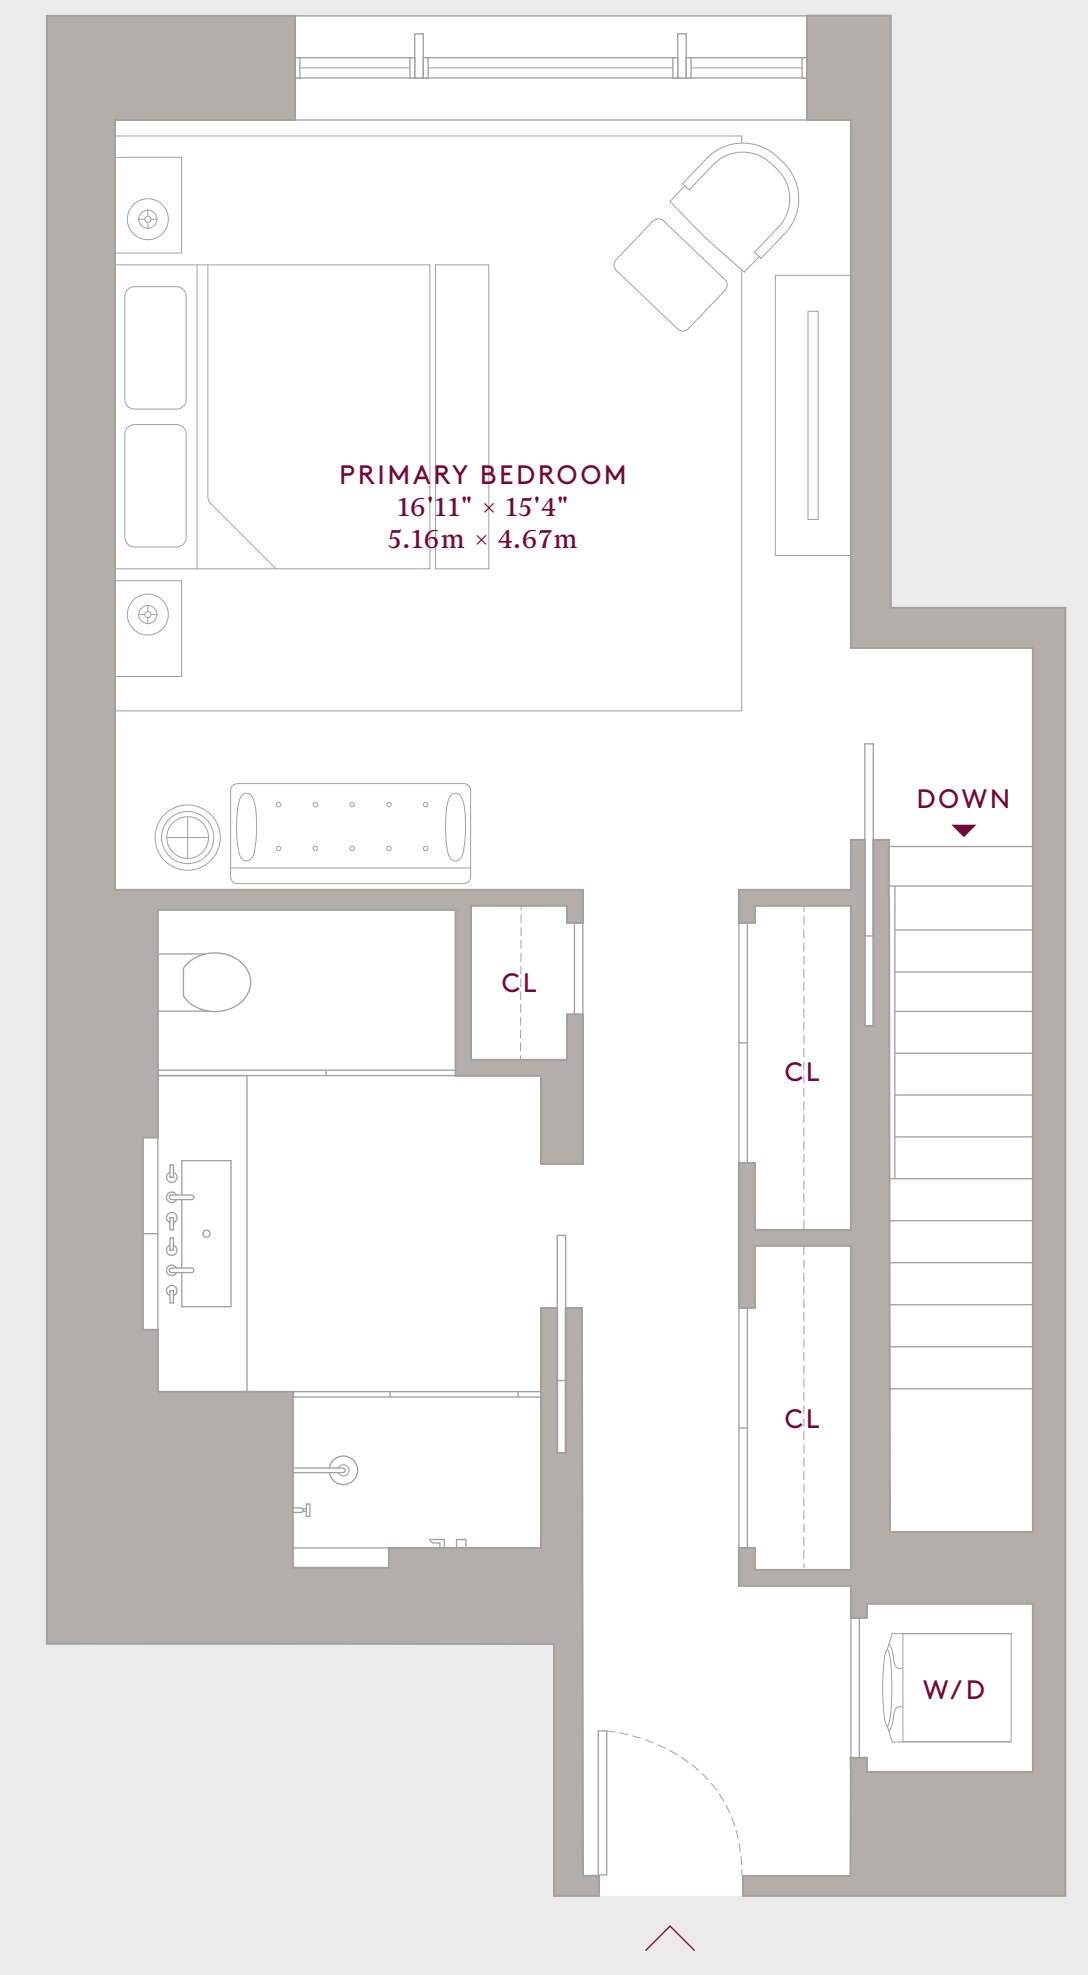 PRIMARY BEDROOM
16'11" × 15'4"
5.16m × 4.67m
DOWN
CL
CL
CL
W/D